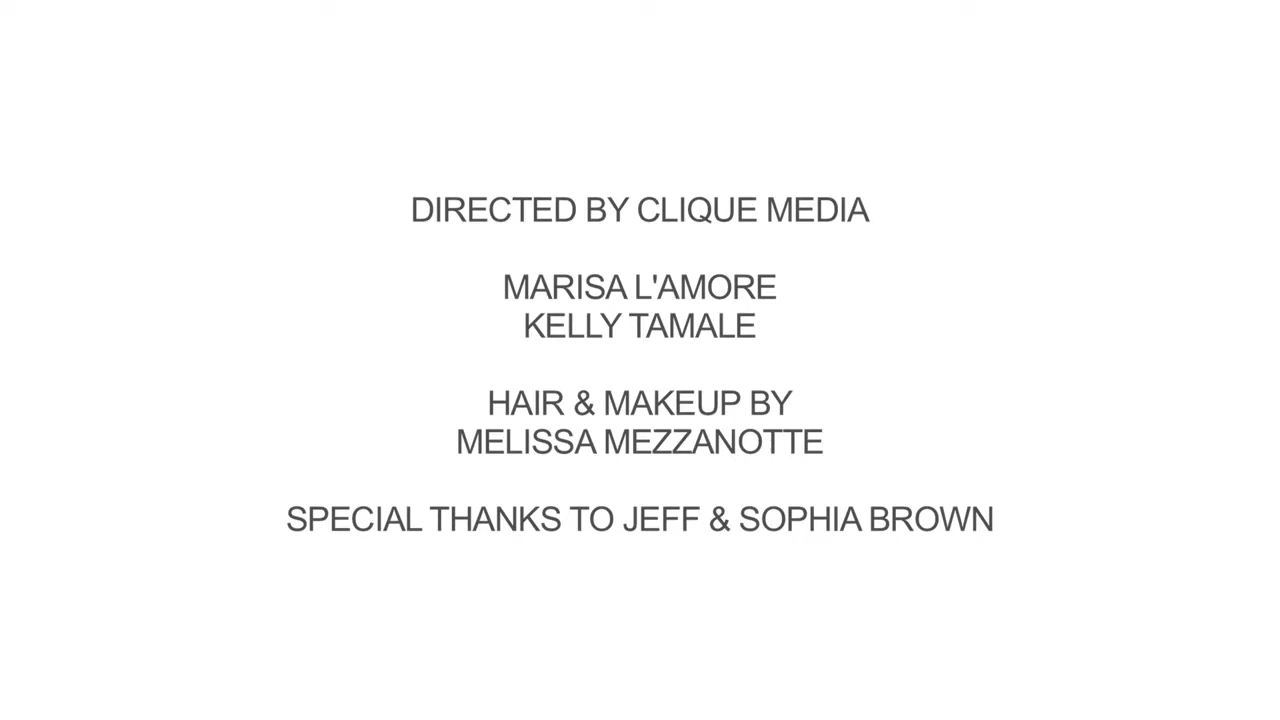 DIRECTED BY CLIQUE MEDIA
MARISA L'AMORE
KELLY TAMALE
HAIR & MAKEUP BY
MELISSA MEZZANOTTE
SPECIAL THANKS TO JEFF & SOPHIA BROWN